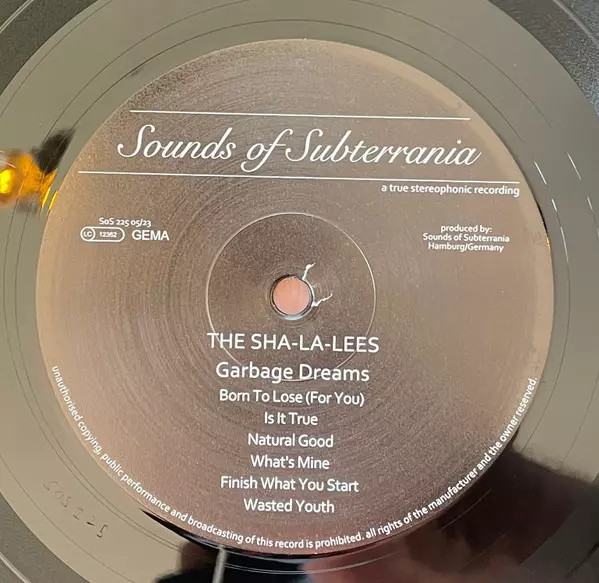 Sounds of Subterrania
a true stereophonic recording
SoS 225 05/23
LC 12362 GEMA
produced by:
Sounds of Subterrania
Hamburg/Germany
THE SHA-LA-LEES
Garbage Dreams
Born To Lose (For You)
Is It True
Natural Good
What's Mine
Finish What You Start
Wasted Youth
unauthorised copying, public performance and broadcasting of this record is prohibited. all rights of the manufacturer and the owner reserved.